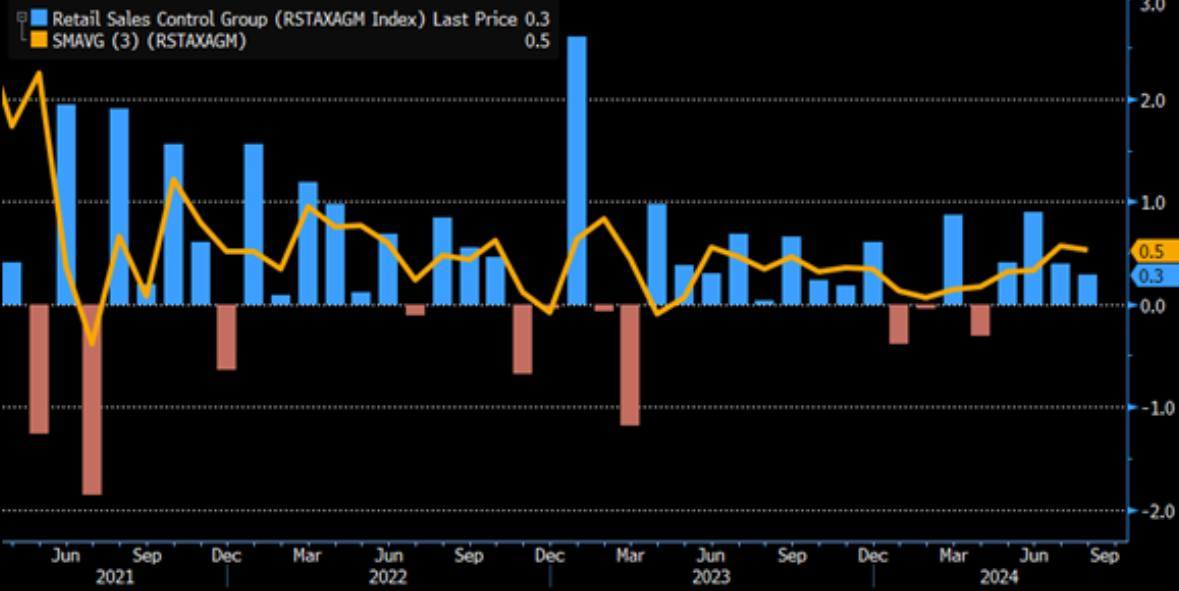 Retail Sales Control Group (RSTAXAGM Index) Last Price 0.3
SMAVG (3) (RSTAXAGM) 0.5
3.0
2.0
1.0
0.5
0.3
0.0
-1.0
-2.0
Jun Sep Dec Mar Jun Sep Dec Mar Jun Sep Dec Mar Jun Sep
2021 2022 2023 2024